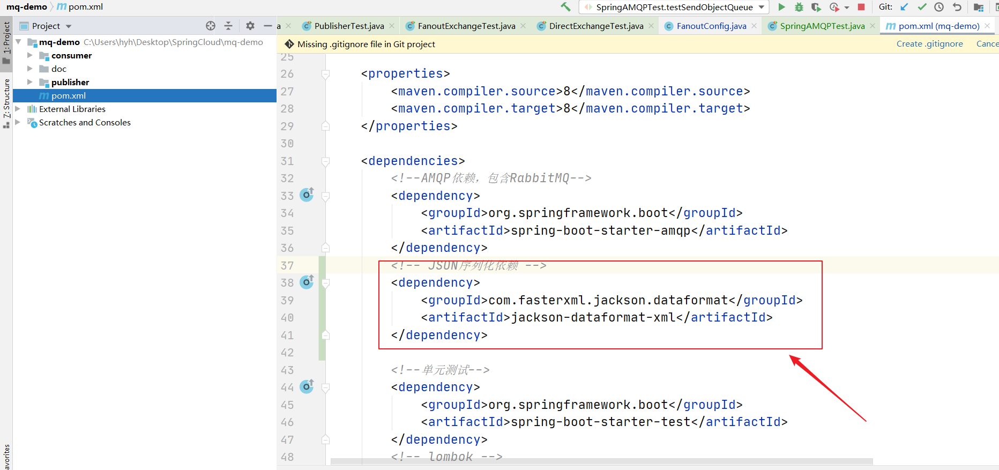 mq-demo pom.xml
SpringAMQPTest.testSendObjectQueue
Git:
1: Project
Z: Structure
avorites
Project
a PublisherTest.java FanoutExchangeTest.java DirectExchangeTest.java FanoutConfig.java SpringAMQPTest.java pom.xml (mq-demo)
mq-demo C:\Users\hyh\Desktop\SpringCloud\mq-demo
consumer
doc
publisher
pom.xml
External Libraries
Scratches and Consoles
Missing .gitignore file in Git project
Create .gitignore Cance
25
26 <properties>
27 <maven.compiler.source>8</maven.compiler.source>
28 <maven.compiler.target>8</maven.compiler.target>
29 </properties>
30
31 <dependencies>
32 <!--AMQP依赖，包含RabbitMQ-->
33 <dependency>
34 <groupId>org.springframework.boot</groupId>
35 <artifactId>spring-boot-starter-amqp</artifactId>
36 </dependency>
37 <!-- JSON序列化依赖 -->
38 <dependency>
39 <groupId>com.fasterxml.jackson.dataformat</groupId>
40 <artifactId>jackson-dataformat-xml</artifactId>
41 </dependency>
42
43 <!--单元测试-->
44 <dependency>
45 <groupId>org.springframework.boot</groupId>
46 <artifactId>spring-boot-starter-test</artifactId>
47 </dependency>
48 <!-- lombok -->